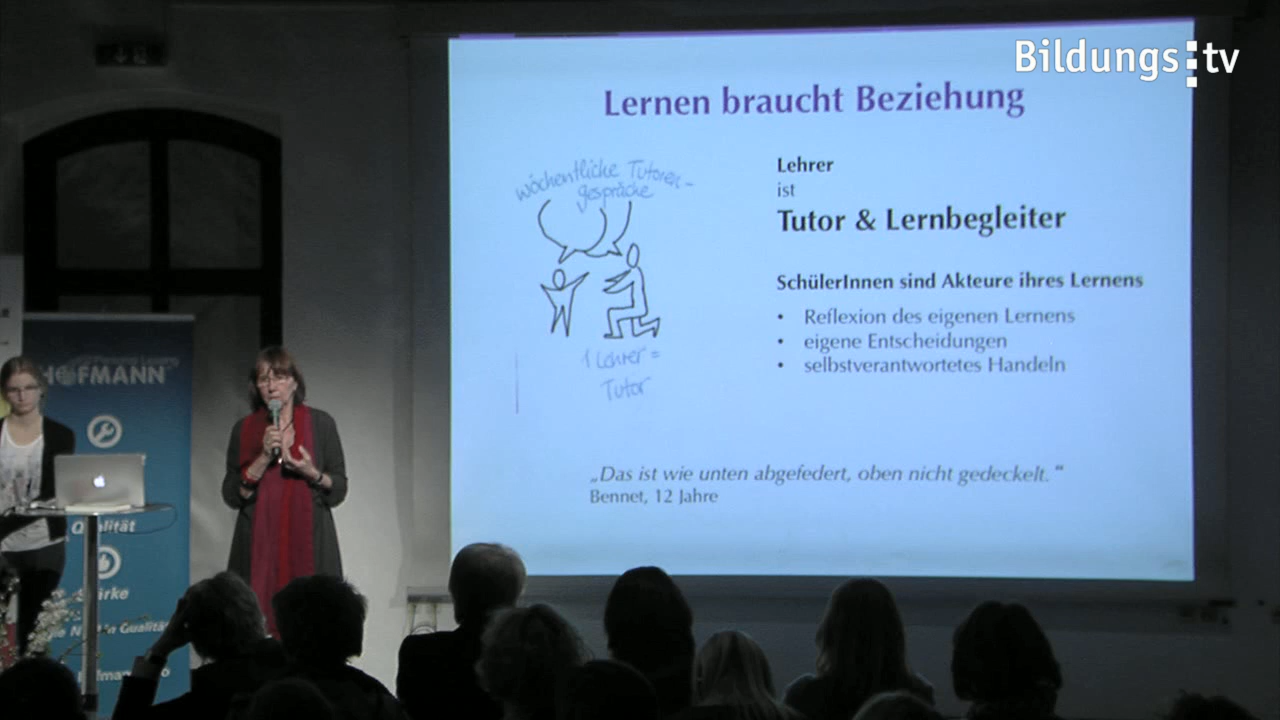 Bildungs:tv
Lernen braucht Beziehung
wöchentliche Tutoren-
gespräche
1 Lehrer =
Tutor
Lehrer
ist
Tutor & Lernbegleiter
SchülerInnen sind Akteure ihres Lernens
• Reflexion des eigenen Lernens
• eigene Entscheidungen
• selbstverantwortetes Handeln
„Das ist wie unten abgefedert, oben nicht gedeckelt. “
Bennet, 12 Jahre
HOFMANN
Qualität